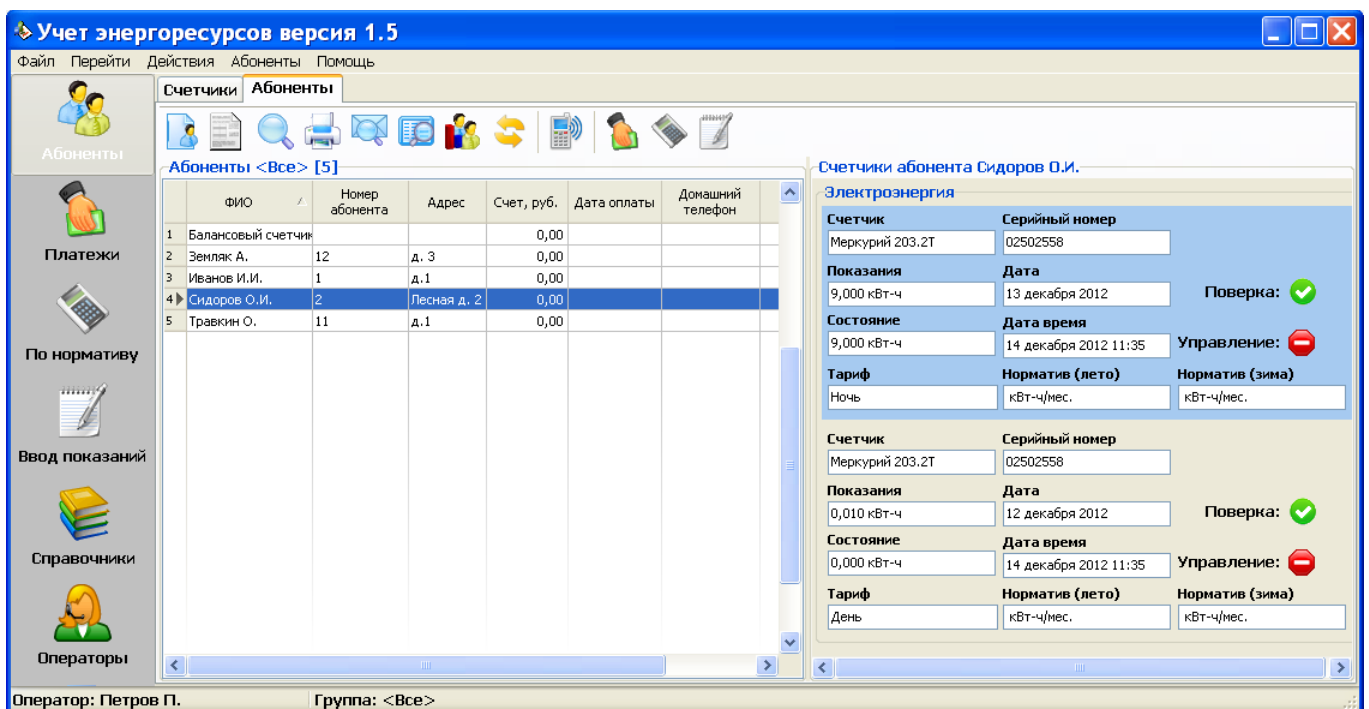 Учет энергоресурсов версия 1.5
Файл Перейти Действия Абоненты Помощь
Абоненты
Платежи
По нормативу
Ввод показаний
Справочники
Операторы
Счетчики Абоненты
Абоненты <Все> [5]
ФИО Номер абонента Адрес Счет, руб. Дата оплаты Домашний телефон
1 Балансовый счетчик 0,00
2 Земляк А. 12 д. 3 0,00
3 Иванов И.И. 1 д.1 0,00
4 Сидоров О.И. 2 Лесная д. 2 0,00
5 Травкин О. 11 д.1 0,00
Счетчики абонента Сидоров О.И.
Электроэнергия
Счетчик Серийный номер
Меркурий 203.2Т 02502558
Показания Дата
9,000 кВт-ч 13 декабря 2012 Поверка:
Состояние Дата время
9,000 кВт-ч 14 декабря 2012 11:35 Управление:
Тариф Норматив (лето) Норматив (зима)
Ночь кВт-ч/мес. кВт-ч/мес.
Счетчик Серийный номер
Меркурий 203.2Т 02502558
Показания Дата
0,010 кВт-ч 12 декабря 2012 Поверка:
Состояние Дата время
0,000 кВт-ч 14 декабря 2012 11:35 Управление:
Тариф Норматив (лето) Норматив (зима)
День кВт-ч/мес. кВт-ч/мес.
Оператор: Петров П. Группа: <Все>